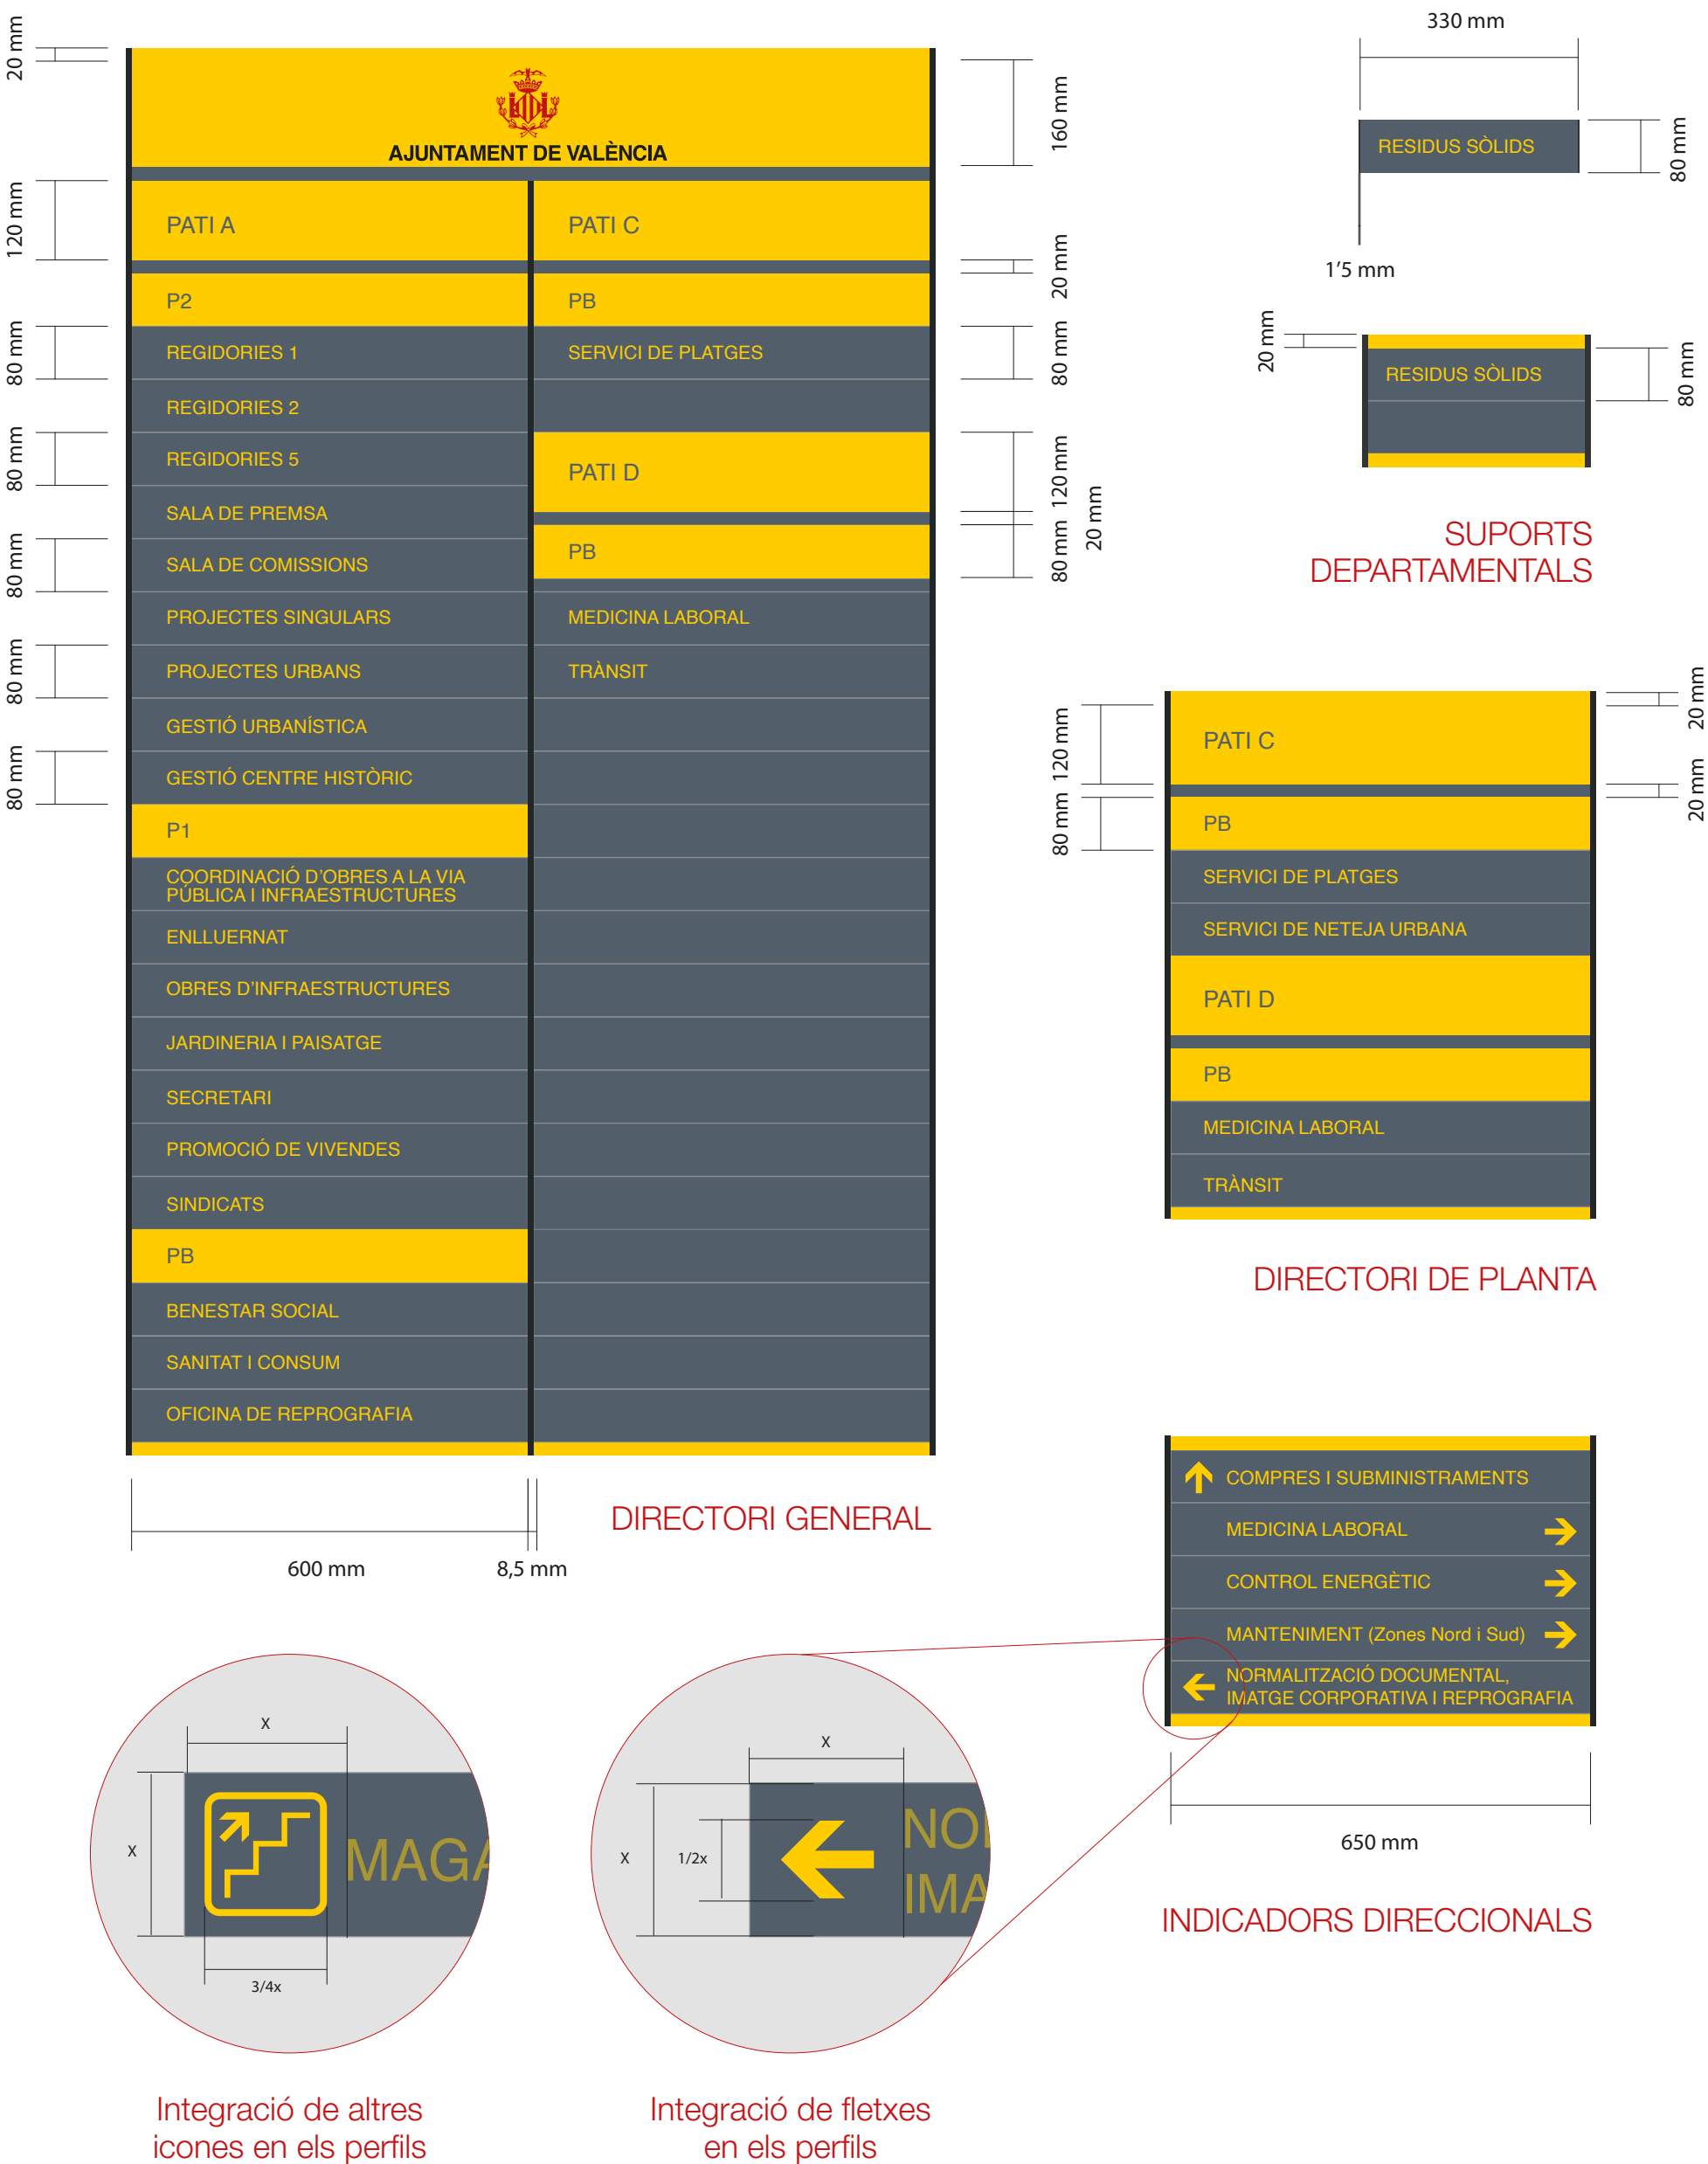 20 mm
AJUNTAMENT DE VALÈNCIA
160 mm
120 mm
PATI A
P2
REGIDORIES 1
REGIDORIES 2
REGIDORIES 5
SALA DE PREMSA
SALA DE COMISSIONS
PROJECTES SINGULARS
PROJECTES URBANS
GESTIÓ URBANÍSTICA
GESTIÓ CENTRE HISTÒRIC
P1
COORDINACIÓ D'OBRES A LA VIA
PÚBLICA I INFRAESTRUCTURES
ENLLUERNAT
OBRES D'INFRAESTRUCTURES
JARDINERIA I PAISATGE
SECRETARI
PROMOCIÓ DE VIVENDES
SINDICATS
PB
BENESTAR SOCIAL
SANITAT I CONSUM
OFICINA DE REPROGRAFIA
80 mm
80 mm
80 mm
80 mm
80 mm
PATI C
PB
SERVICI DE PLATGES
PATI D
PB
MEDICINA LABORAL
TRÀNSIT
20 mm
80 mm
120 mm
20 mm
80 mm
600 mm
8,5 mm
DIRECTORI GENERAL
330 mm
RESIDUS SÒLIDS
80 mm
1'5 mm
20 mm
RESIDUS SÒLIDS
80 mm
SUPORTS
DEPARTAMENTALS
20 mm
120 mm
PATI C
20 mm
80 mm
PB
SERVICI DE PLATGES
SERVICI DE NETEJA URBANA
PATI D
PB
MEDICINA LABORAL
TRÀNSIT
DIRECTORI DE PLANTA
COMPRES I SUBMINISTRAMENTS
MEDICINA LABORAL
CONTROL ENERGÈTIC
MANTENIMENT (Zones Nord i Sud)
NORMALITZACIÓ DOCUMENTAL,
IMATGE CORPORATIVA I REPROGRAFIA
650 mm
INDICADORS DIRECCIONALS
X
X
MAGA
3/4x
Integració de altres
icones en els perfils
X
X
1/2x
NOR
IMA
Integració de fletxes
en els perfils